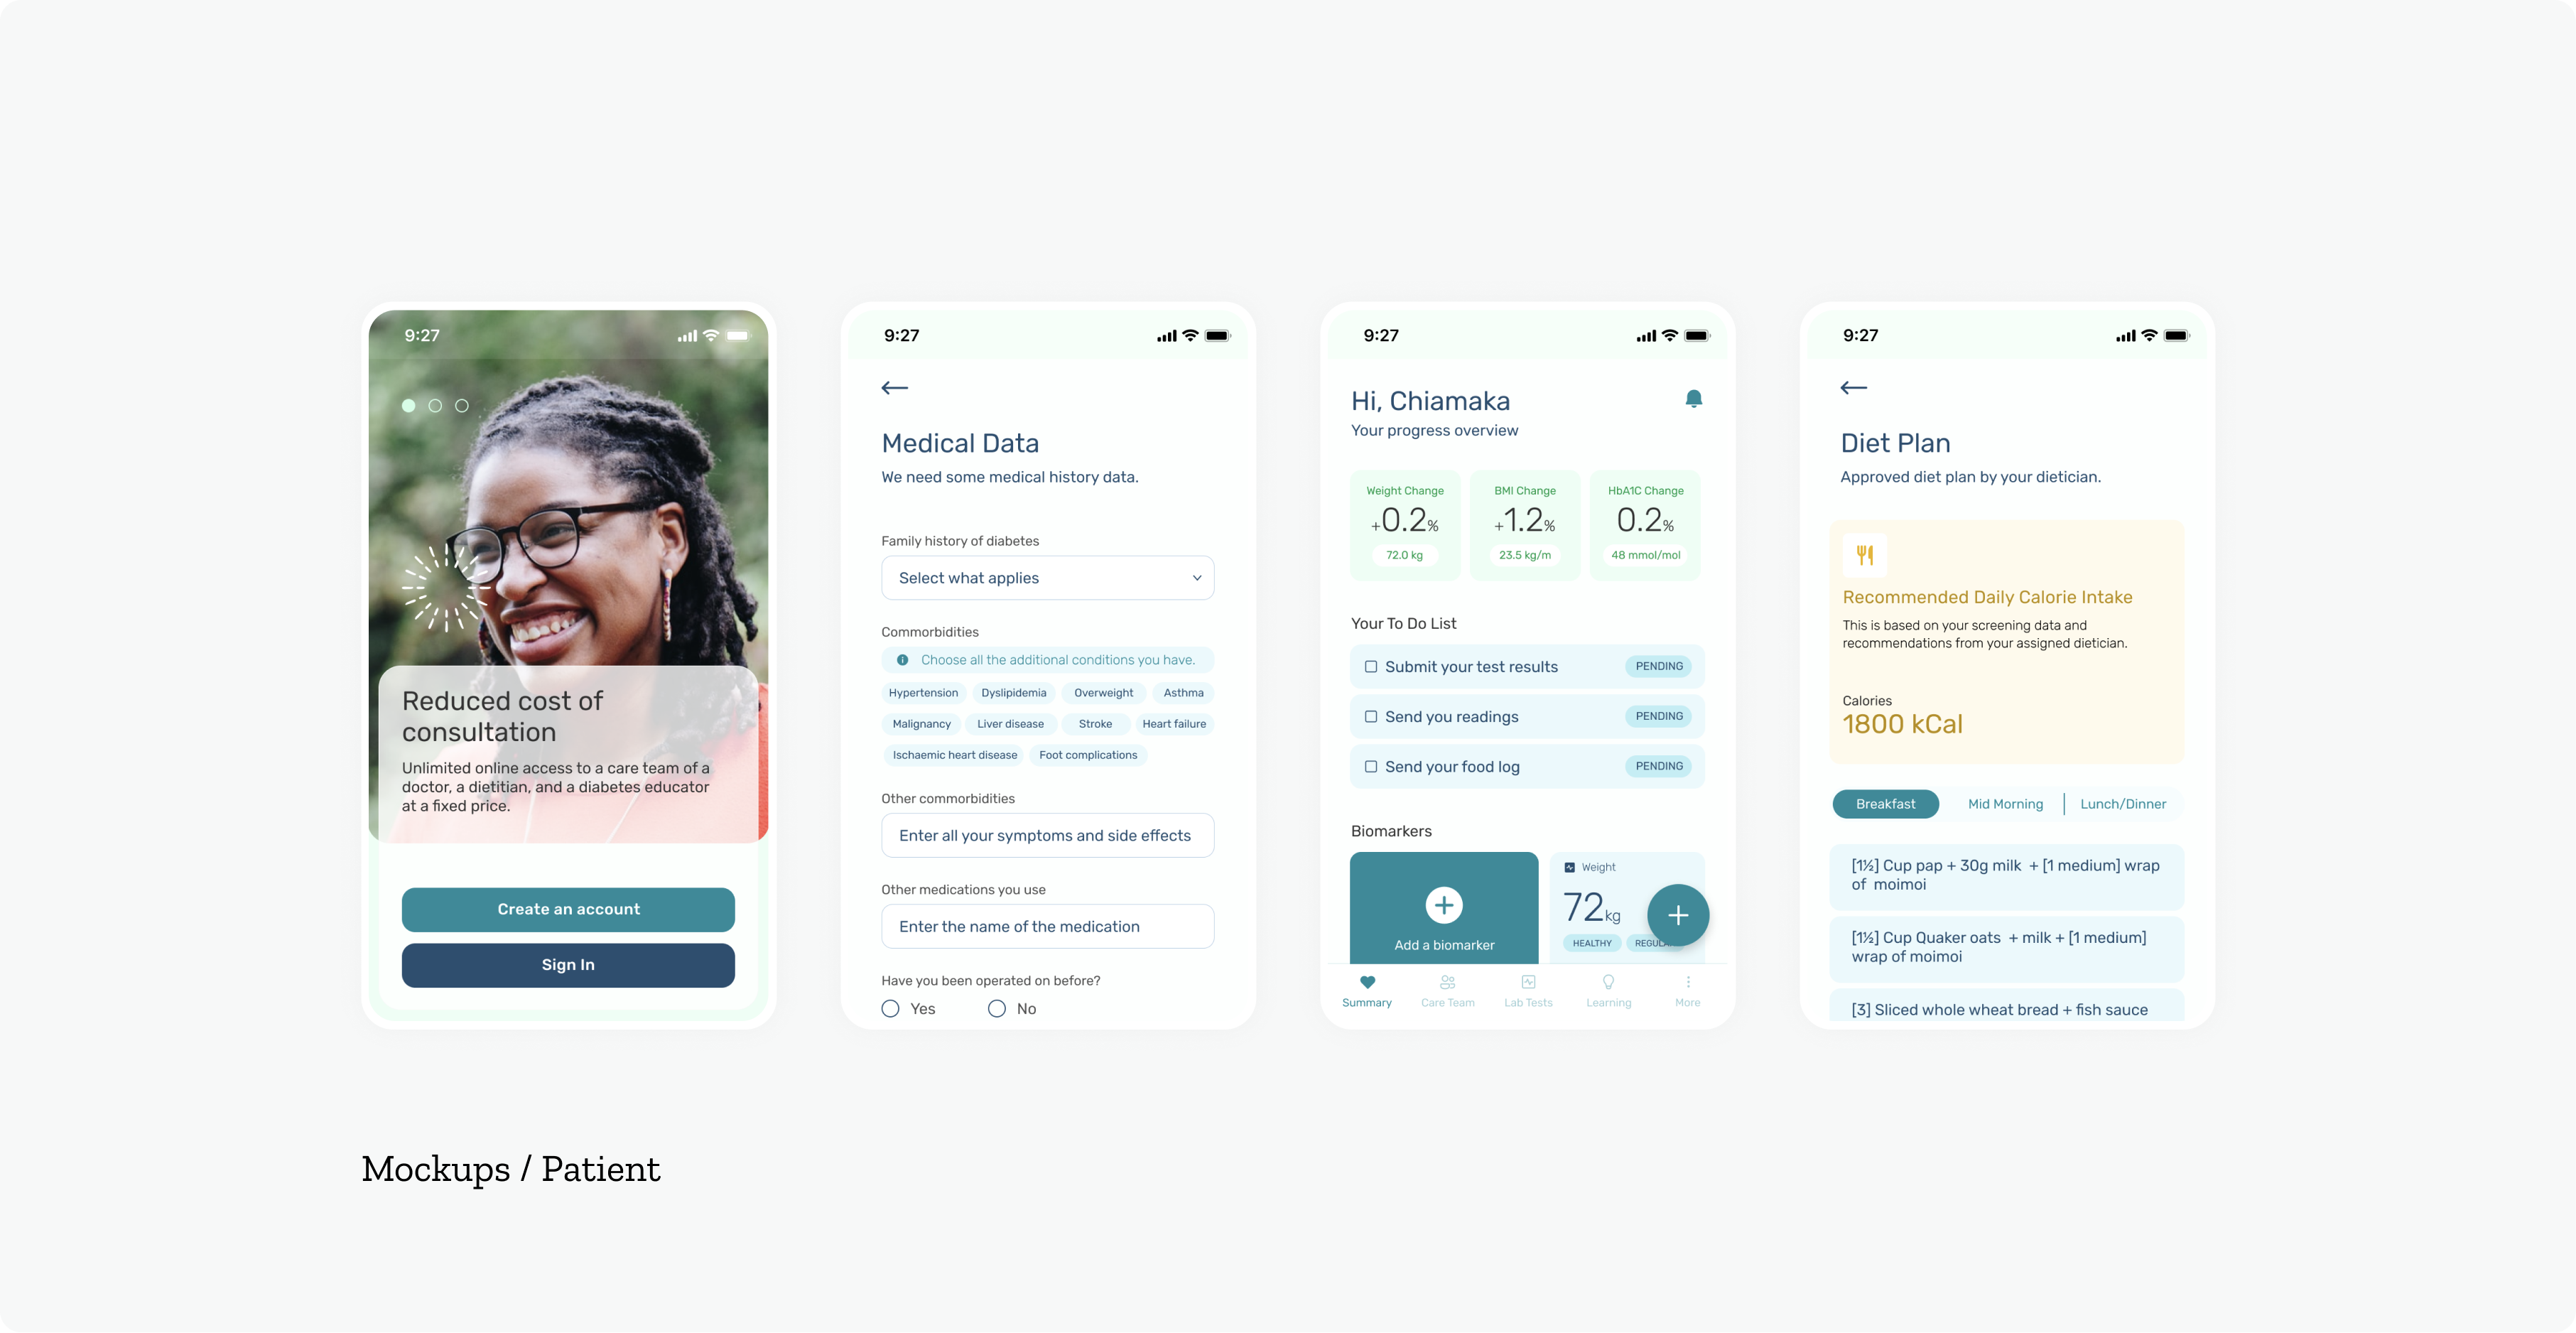 9:27
Reduced cost of
consultation
Unlimited online access to a care team of a
doctor, a dietitian, and a diabetes educator
at a fixed price.
Create an account
Sign In
9:27
Medical Data
We need some medical history data.
Family history of diabetes
Select what applies
Commorbidities
Choose all the additional conditions you have.
Hypertension Dyslipidemia Overweight Asthma
Malignancy Liver disease Stroke Heart failure
Ischaemic heart disease Foot complications
Other commorbidities
Enter all your symptoms and side effects
Other medications you use
Enter the name of the medication
Have you been operated on before?
Yes No
9:27
Hi, Chiamaka
Your progress overview
Weight Change BMI Change HbA1C Change
+0.2% +1.2% 0.2%
72.0 kg 23.5 kg/m 48 mmol/mol
Your To Do List
Submit your test results PENDING
Send you readings PENDING
Send your food log PENDING
Biomarkers
Weight
72kg
Add a biomarker
HEALTHY
Summary Care Team Lab Tests Learning More
9:27
Diet Plan
Approved diet plan by your dietician.
Recommended Daily Calorie Intake
This is based on your screening data and
recommendations from your assigned dietician.
Calories
1800 kCal
Breakfast Mid Morning Lunch/Dinner
[1½] Cup pap + 30g milk + [1 medium] wrap
of moimoi
[1½] Cup Quaker oats + milk + [1 medium]
wrap of moimoi
[3] Sliced whole wheat bread + fish sauce
Mockups / Patient